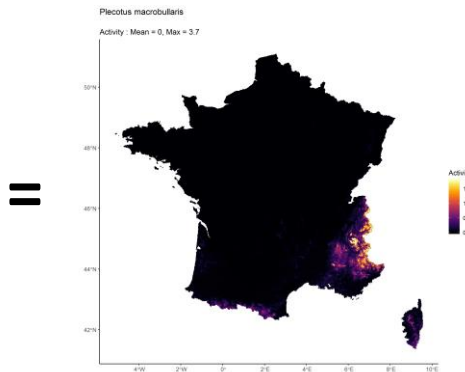 =
Plecotus macrobullaris
Activity : Mean = 0, Max = 3.7
50°N
48°N
46°N
44°N
42°N
4°W
2°W
0°
2°E
4°E
6°E
8°E
10°E
Activi